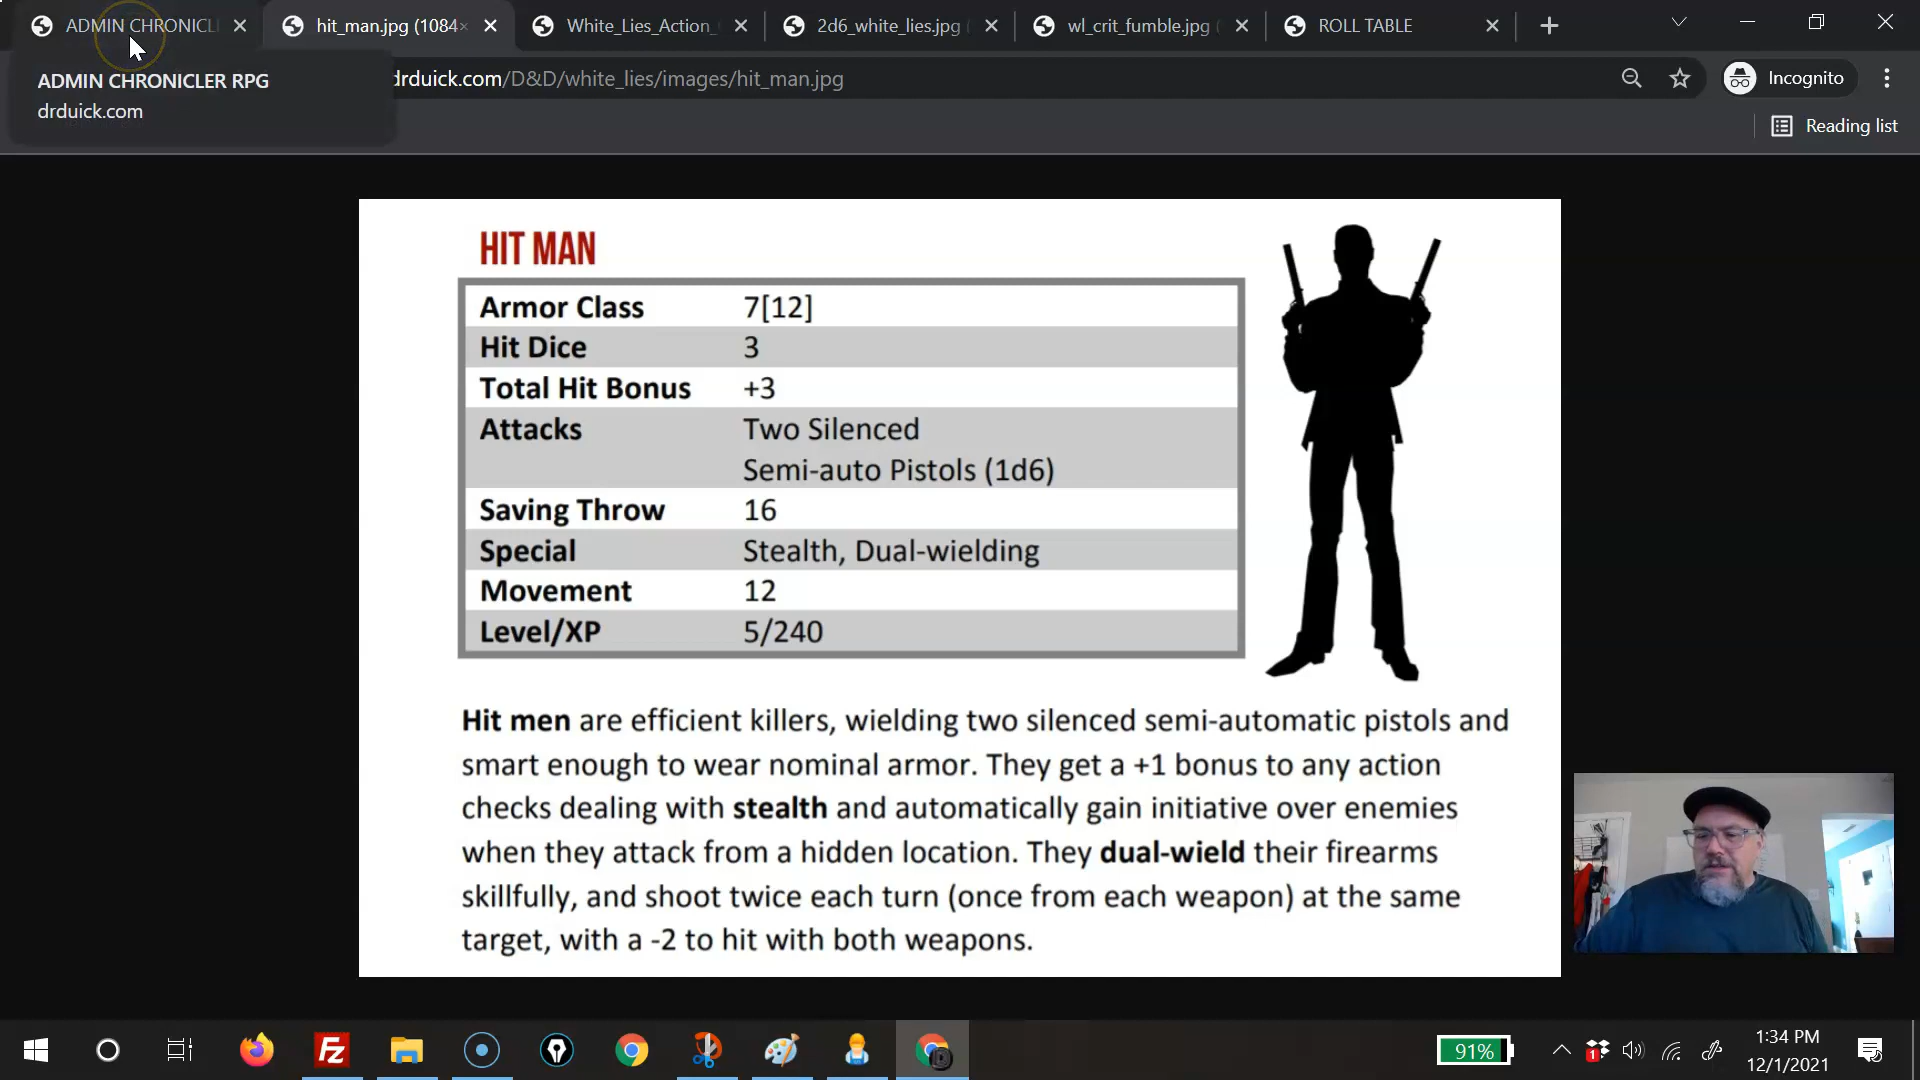 ADMIN CHRONICL
hit_man.jpg (1084×
White_Lies_Action_
2d6_white_lies.jpg (
wl_crit_fumble.jpg (
ROLL TABLE
ADMIN CHRONICLER RPG
drduick.com
drduick.com/D&D/white_lies/images/hit_man.jpg
Incognito
Reading list
HIT MAN
Armor Class 7[12]
Hit Dice 3
Total Hit Bonus +3
Attacks Two Silenced
Semi-auto Pistols (1d6)
Saving Throw 16
Special Stealth, Dual-wielding
Movement 12
Level/XP 5/240
Hit men are efficient killers, wielding two silenced semi-automatic pistols and
smart enough to wear nominal armor. They get a +1 bonus to any action
checks dealing with stealth and automatically gain initiative over enemies
when they attack from a hidden location. They dual-wield their firearms
skillfully, and shoot twice each turn (once from each weapon) at the same
target, with a -2 to hit with both weapons.
Fz
D
91%
1
1:34 PM
12/1/2021